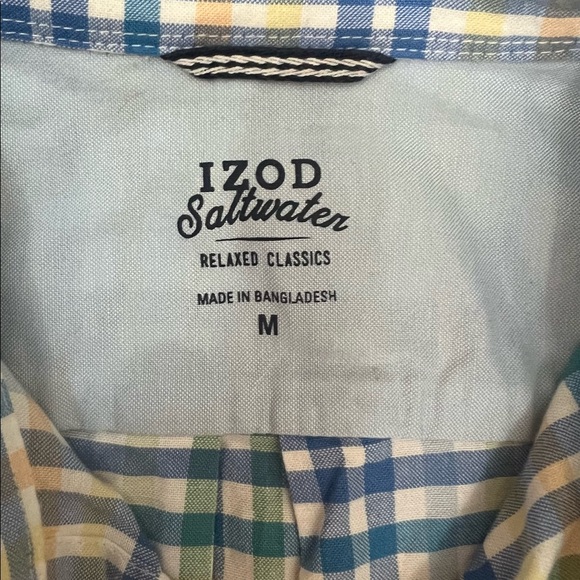 IZOD
Saltwater
RELAXED CLASSICS
MADE IN BANGLADESH
M